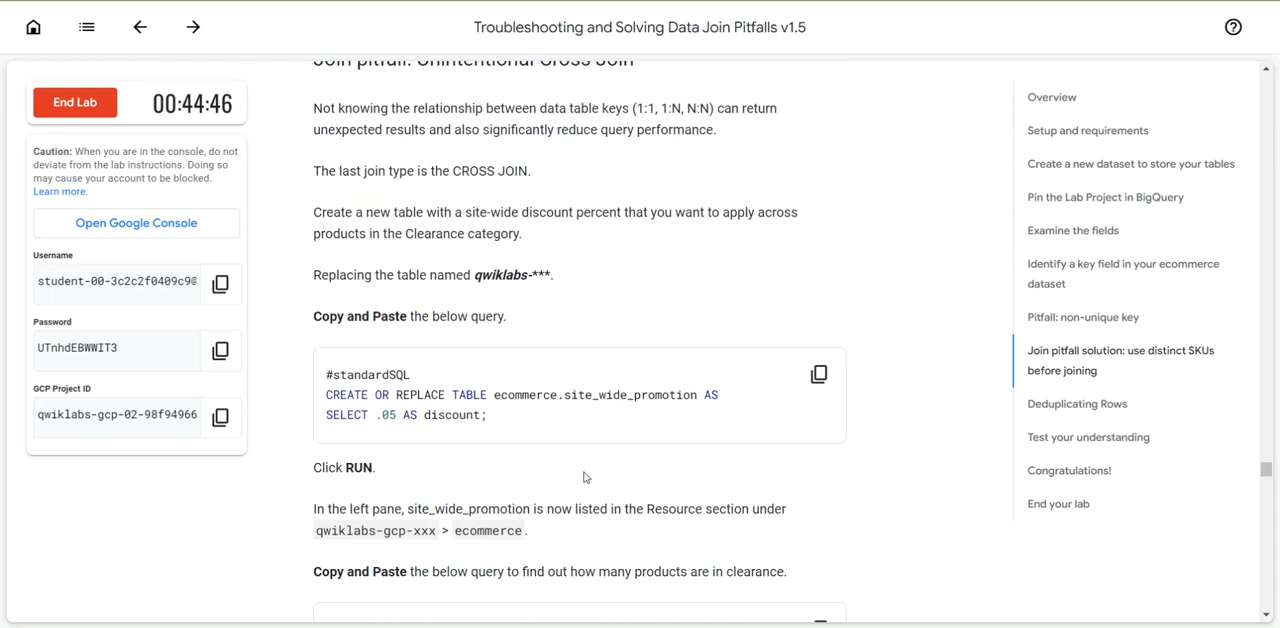 Troubleshooting and Solving Data Join Pitfalls v1.5
Join pitfall: Unintentional Cross Join
End Lab
00:44:46
Caution: When you are in the console, do not
deviate from the lab instructions. Doing so
may cause your account to be blocked.
Learn more.
Open Google Console
Username
student-00-3c2c2f0409c9@
Password
UTnhdEBWWIT3
GCP Project ID
qwiklabs-gcp-02-98f94966
Not knowing the relationship between data table keys (1:1, 1:N, N:N) can return
unexpected results and also significantly reduce query performance.
The last join type is the CROSS JOIN.
Create a new table with a site-wide discount percent that you want to apply across
products in the Clearance category.
Replacing the table named qwiklabs-***.
Copy and Paste the below query.
#standardSQL
CREATE OR REPLACE TABLE ecommerce.site_wide_promotion AS
SELECT .05 AS discount;
Click RUN.
In the left pane, site_wide_promotion is now listed in the Resource section under
qwiklabs-gcp-xxx > ecommerce.
Copy and Paste the below query to find out how many products are in clearance.
Overview
Setup and requirements
Create a new dataset to store your tables
Pin the Lab Project in BigQuery
Examine the fields
Identify a key field in your ecommerce
dataset
Pitfall: non-unique key
Join pitfall solution: use distinct SKUs
before joining
Deduplicating Rows
Test your understanding
Congratulations!
End your lab